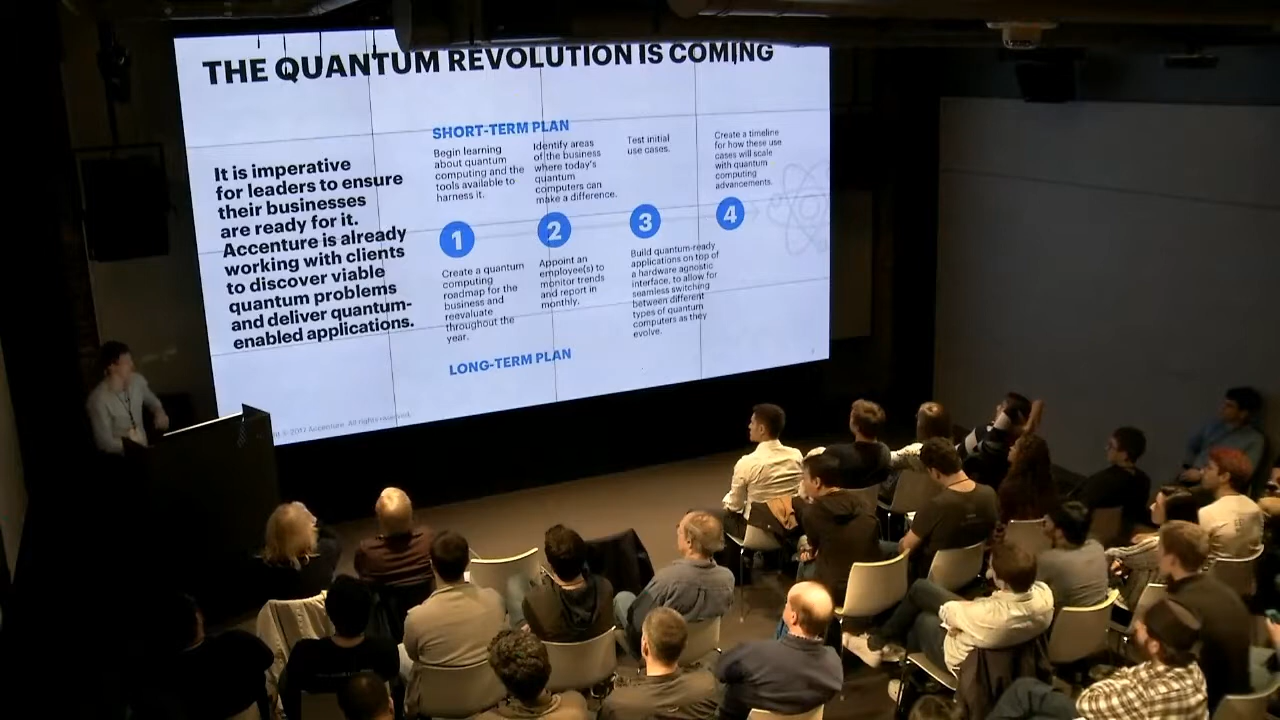 THE QUANTUM REVOLUTION IS COMING
It is imperative
for leaders to ensure
their businesses
are ready for it.
Accenture is already
working with clients
to discover viable
quantum problems
and deliver quantum-
enabled applications.
SHORT-TERM PLAN
Begin learning
about quantum
computing and the
tools available to
harness it.
Identify areas
of the business
where today's
quantum
computers can
make a difference.
Test initial
use cases.
Create a timeline
for how these use
cases will scale
with quantum
computing
advancements.
1
2
3
4
Create a quantum
computing
roadmap for the
business and
reevaluate
throughout the
year.
Appoint an
employee(s) to
monitor trends
and report in
monthly.
Build quantum-ready
applications on top of
a hardware agnostic
interface, to allow for
seamless switching
between different
types of quantum
computers as they
evolve.
LONG-TERM PLAN
© 2017 Accenture. All rights reserved.